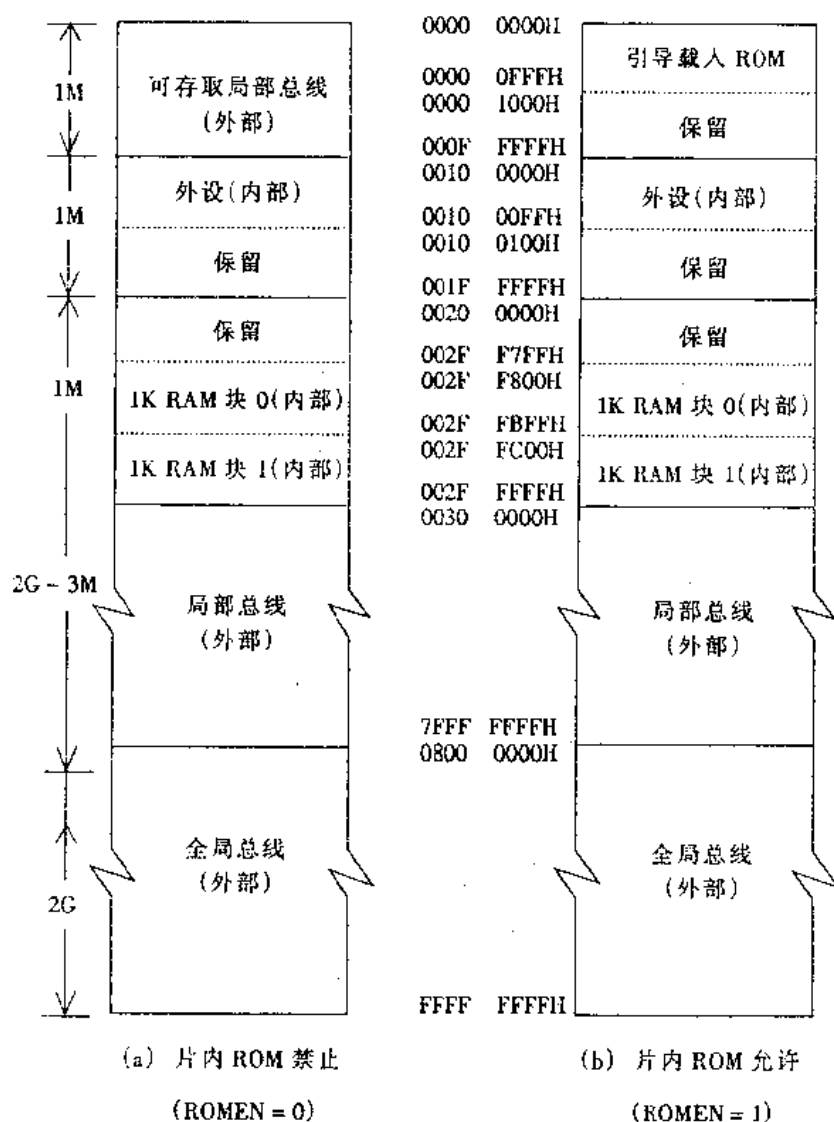 1M
可存取局部总线
(外部)
1M
外设(内部)
保留
1M
保留
1K RAM 块 0(内部)
1K RAM 块 1(内部)
2G - 3M
局部总线
(外部)
2G
全局总线
(外部)
(a) 片内 ROM 禁止
(ROMEN = 0)
0000 0000H
0000 0FFFH
0000 1000H
000F FFFFH
0010 0000H
0010 00FFH
0010 0100H
001F FFFFH
0020 0000H
002F F7FFH
002F F800H
002F FBFFH
002F FC00H
002F FFFFH
0030 0000H
7FFF FFFFH
0800 0000H
FFFF FFFFH
引导载人 ROM
保留
外设(内部)
保留
保留
1K RAM 块 0(内部)
1K RAM 块 1(内部)
局部总线
(外部)
全局总线
(外部)
(b) 片内 ROM 允许
(ROMEN = 1)